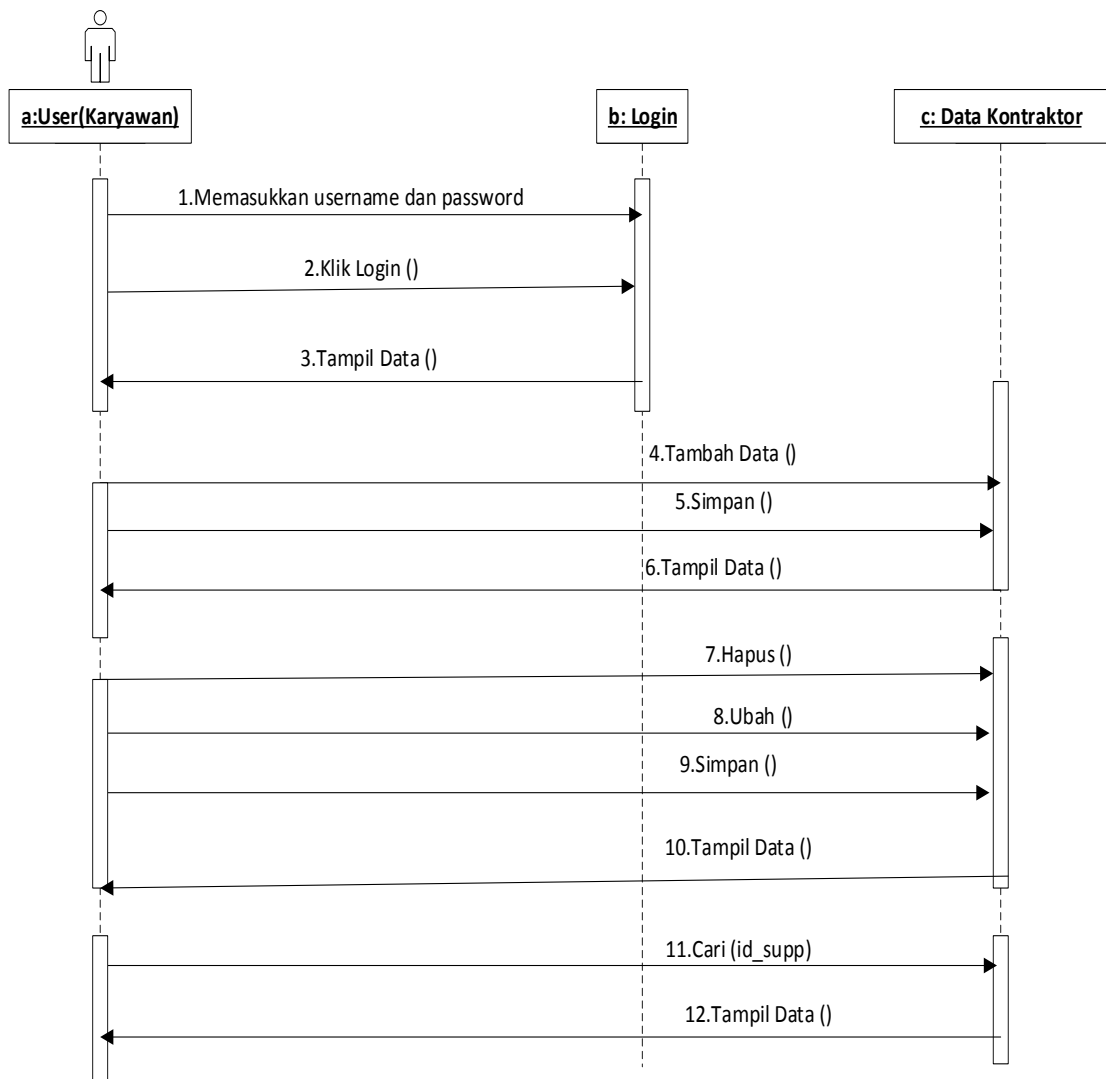 a:User(Karyawan)
b: Login
c: Data Kontraktor
1.Memasukkan username dan password
2.Klik Login ()
3.Tampil Data ()
4.Tambah Data ()
5.Simpan ()
6.Tampil Data ()
7.Hapus ()
8.Ubah ()
9.Simpan ()
10.Tampil Data ()
11.Cari (id_supp)
12.Tampil Data ()